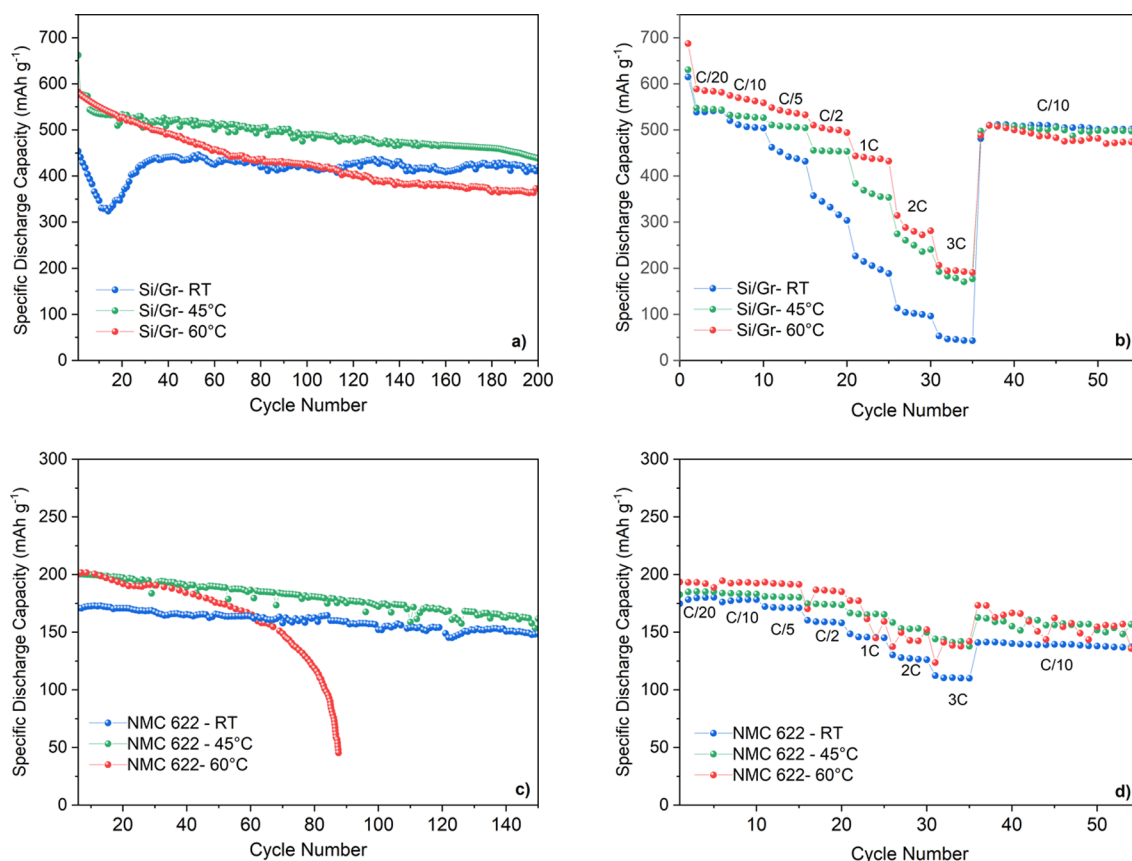 Specific Discharge Capacity (mAh g⁻¹)
700
600
500
400
300
200
100
0
Si/Gr- RT
Si/Gr- 45°C
Si/Gr- 60°C
a)
20 40 60 80 100 120 140 160 180 200
Cycle Number
Specific Discharge Capacity (mAh g⁻¹)
700
600
500
400
300
200
100
0
C/20
C/10
C/5
C/2
1C
2C
3C
C/10
Si/Gr- RT
Si/Gr- 45°C
Si/Gr- 60°C
b)
0 10 20 30 40 50
Cycle Number
Specific Discharge Capacity (mAh g⁻¹)
300
250
200
150
100
50
0
NMC 622 - RT
NMC 622 - 45°C
NMC 622- 60°C
c)
20 40 60 80 100 120 140
Cycle Number
Specific Discharge Capacity (mAh g⁻¹)
300
250
200
150
100
50
0
C/20
C/10
C/5
C/2
1C
2C
3C
C/10
NMC 622 - RT
NMC 622 - 45°C
NMC 622- 60°C
d)
10 20 30 40 50
Cycle Number